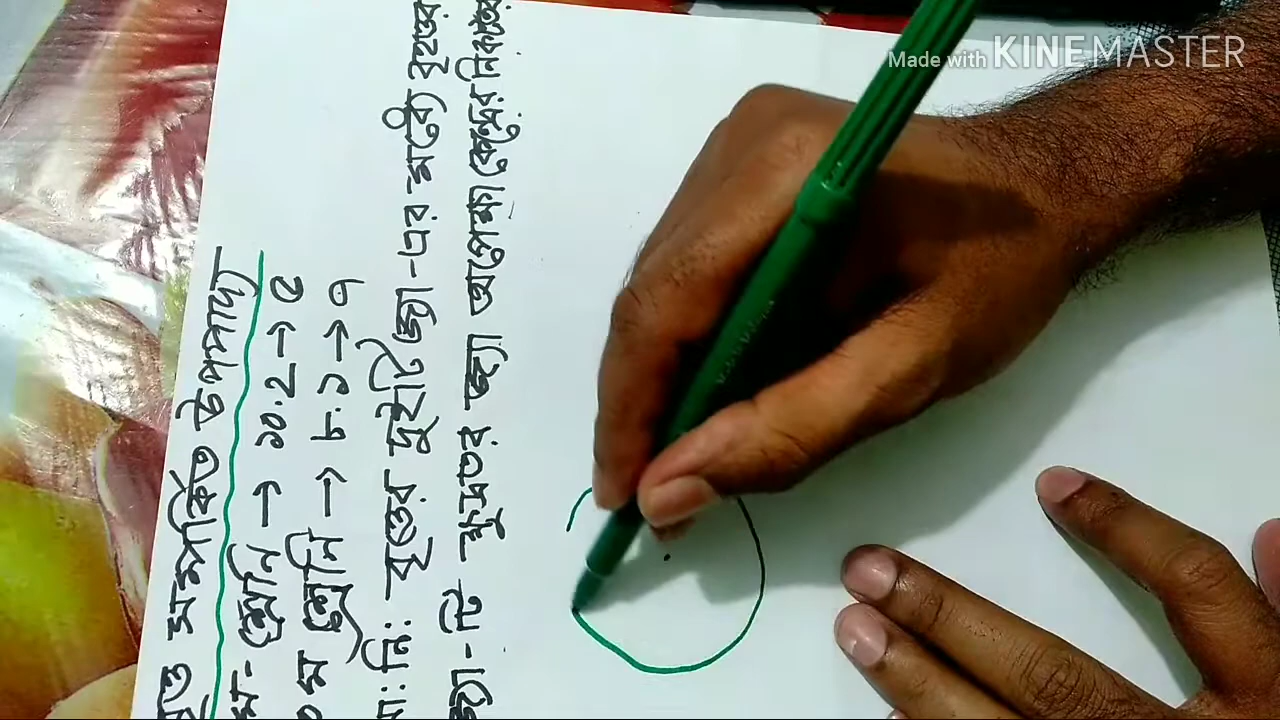 Made with KINEMASTER
বৃত্ত সম্পর্কিত উপপাদ্য
ম-শ্রেনি → ১০.২ → ৫
ম শ্রেনি → ৮.১ → ৭
সা: নি: বৃত্তের দুইটি জ্যা-এর মধ্যে বৃহত্তর
জ্যা-টি ক্ষুদ্রতর জ্যা অপেক্ষা কেন্দ্রের নিকটতর